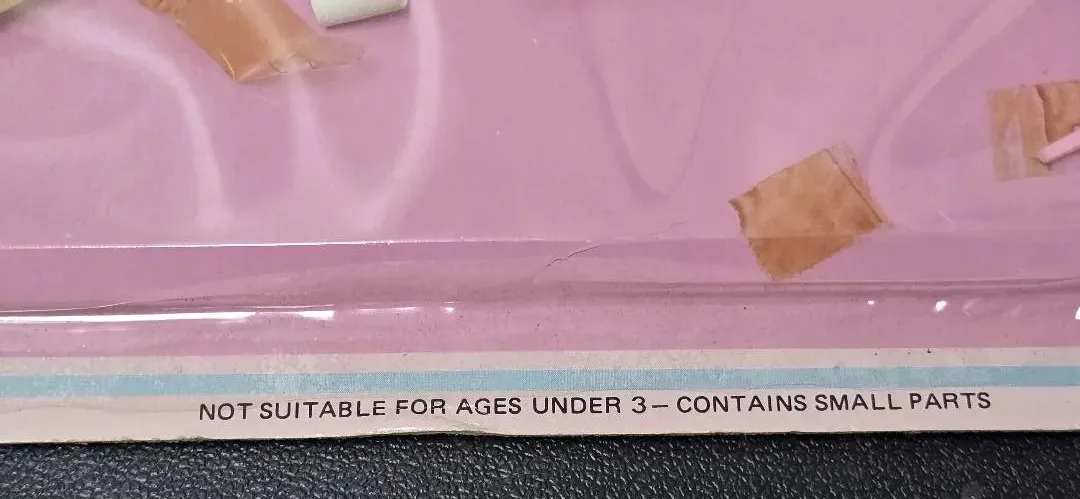 NOT SUITABLE FOR AGES UNDER 3 – CONTAINS SMALL PARTS